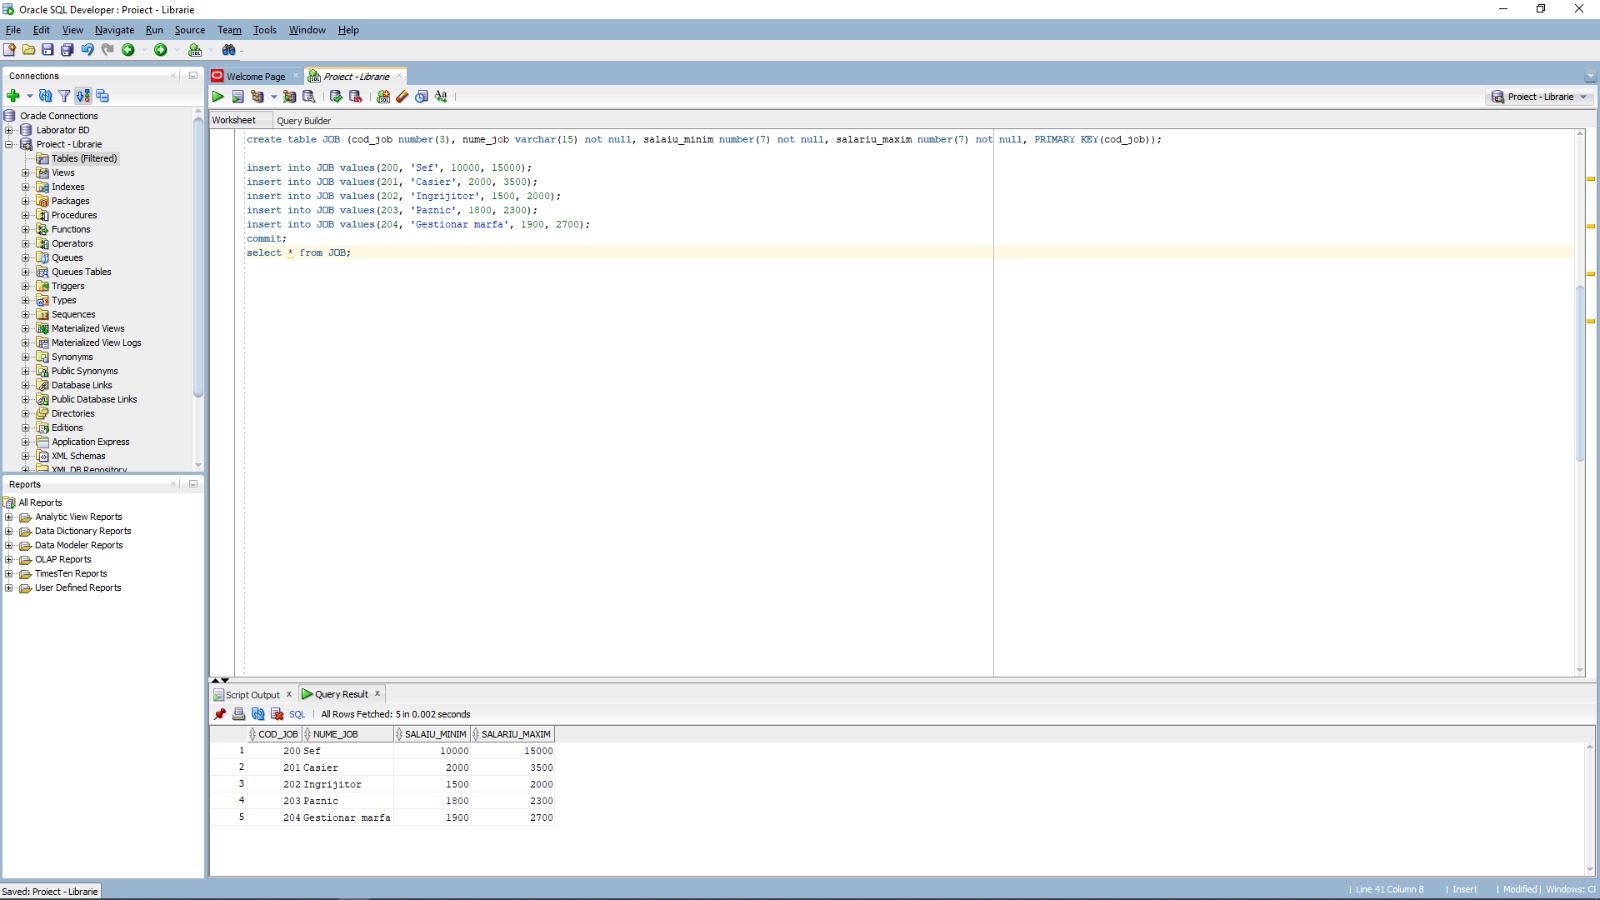 Oracle SQL Developer : Project - Librarie
File Edit View Navigate Run Source Team Tools Window Help
Connections
Oracle Connections
Laborator BD
Project - Librarie
Tables (Filtered)
Views
Indexes
Packages
Procedures
Functions
Operators
Queues
Queues Tables
Triggers
Types
Sequences
Materialized Views
Materialized View Logs
Synonyms
Public Synonyms
Database Links
Public Database Links
Directories
Editions
Application Express
XML Schemas
XML DB Repository
Reports
All Reports
Analytic View Reports
Data Dictionary Reports
Data Modeler Reports
OLAP Reports
TimesTen Reports
User Defined Reports
Welcome Page
Project - Librarie
Project - Librarie
Worksheet Query Builder
create table JOB (cod_job number(3), nume_job varchar(15) not null, salaiu_minim number(7) not null, salariu_maxim number(7) not null, PRIMARY KEY(cod_job));
insert into JOB values(200, 'Sef', 10000, 15000);
insert into JOB values(201, 'Casier', 2000, 3500);
insert into JOB values(202, 'Ingrijitor', 1500, 2000);
insert into JOB values(203, 'Paznic', 1800, 2300);
insert into JOB values(204, 'Gestionar marfa', 1900, 2700);
commit;
select * from JOB;
Script Output x Query Result x
SQL | All Rows Fetched: 5 in 0.002 seconds
COD_JOB NUME_JOB SALAIU_MINIM SALARIU_MAXIM
1 200 Sef 10000 15000
2 201 Casier 2000 3500
3 202 Ingrijitor 1500 2000
4 203 Paznic 1800 2300
5 204 Gestionar marfa 1900 2700
Saved: Project - Librarie
| Line 41 Column 8 | Insert | Modified | Windows: CF